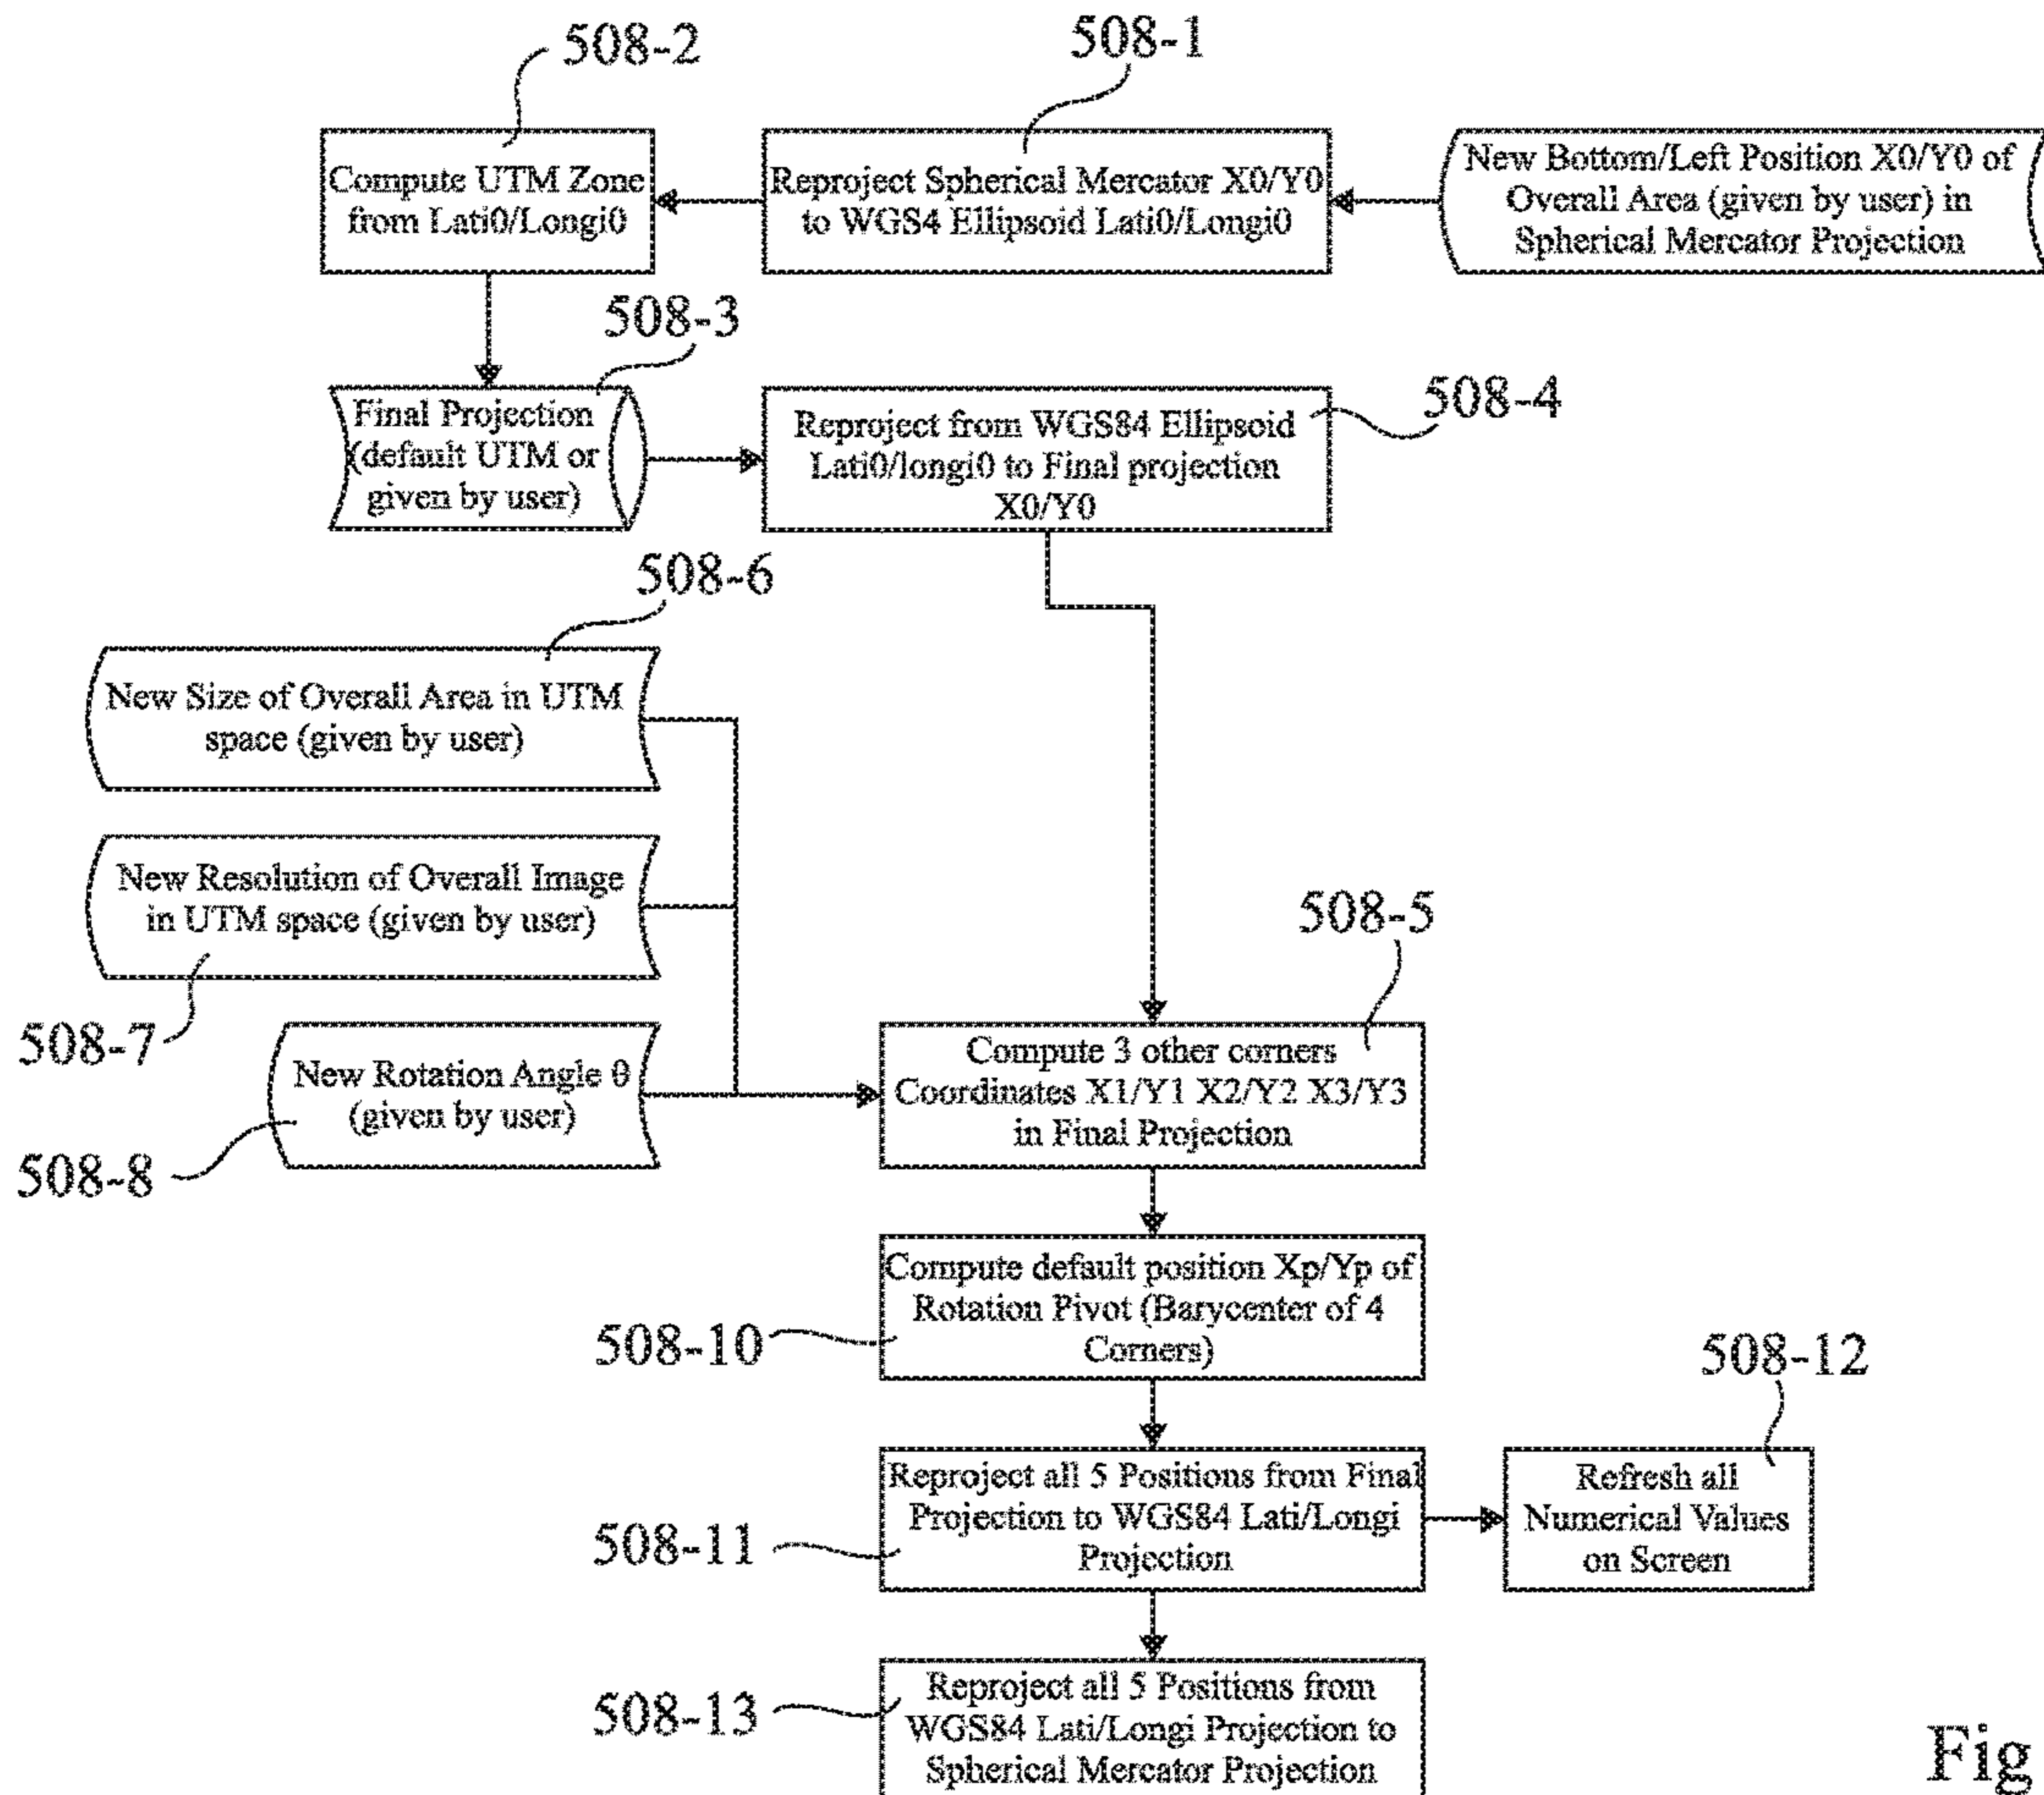 508-2
508-1
Compute UTM Zone
from Lati0/Longi0
Reproject Spherical Mercator X0/Y0
to WGS4 Ellipsoid Lati0/Longi0
New Bottom/Left Position X0/Y0 of
Overall Area (given by user) in
Spherical Mercator Projection
508-3
Final Projection
(default UTM or
given by user)
508-4
Reproject from WGS84 Ellipsoid
Lati0/longi0 to Final projection
X0/Y0
508-6
New Size of Overall Area in UTM
space (given by user)
New Resolution of Overall Image
in UTM space (given by user)
508-7
508-5
New Rotation Angle θ
(given by user)
508-8
Compute 3 other corners
Coordinates X1/Y1 X2/Y2 X3/Y3
in Final Projection
Compute default position Xp/Yp of
Rotation Pivot (Barycenter of 4
Corners)
508-10
508-12
Reproject all 5 Positions from Final
Projection to WGS84 Lati/Longi
Projection
508-11
Refresh all
Numerical Values
on Screen
508-13
Reproject all 5 Positions from
WGS84 Lati/Longi Projection to
Spherical Mercator Projection
Fig